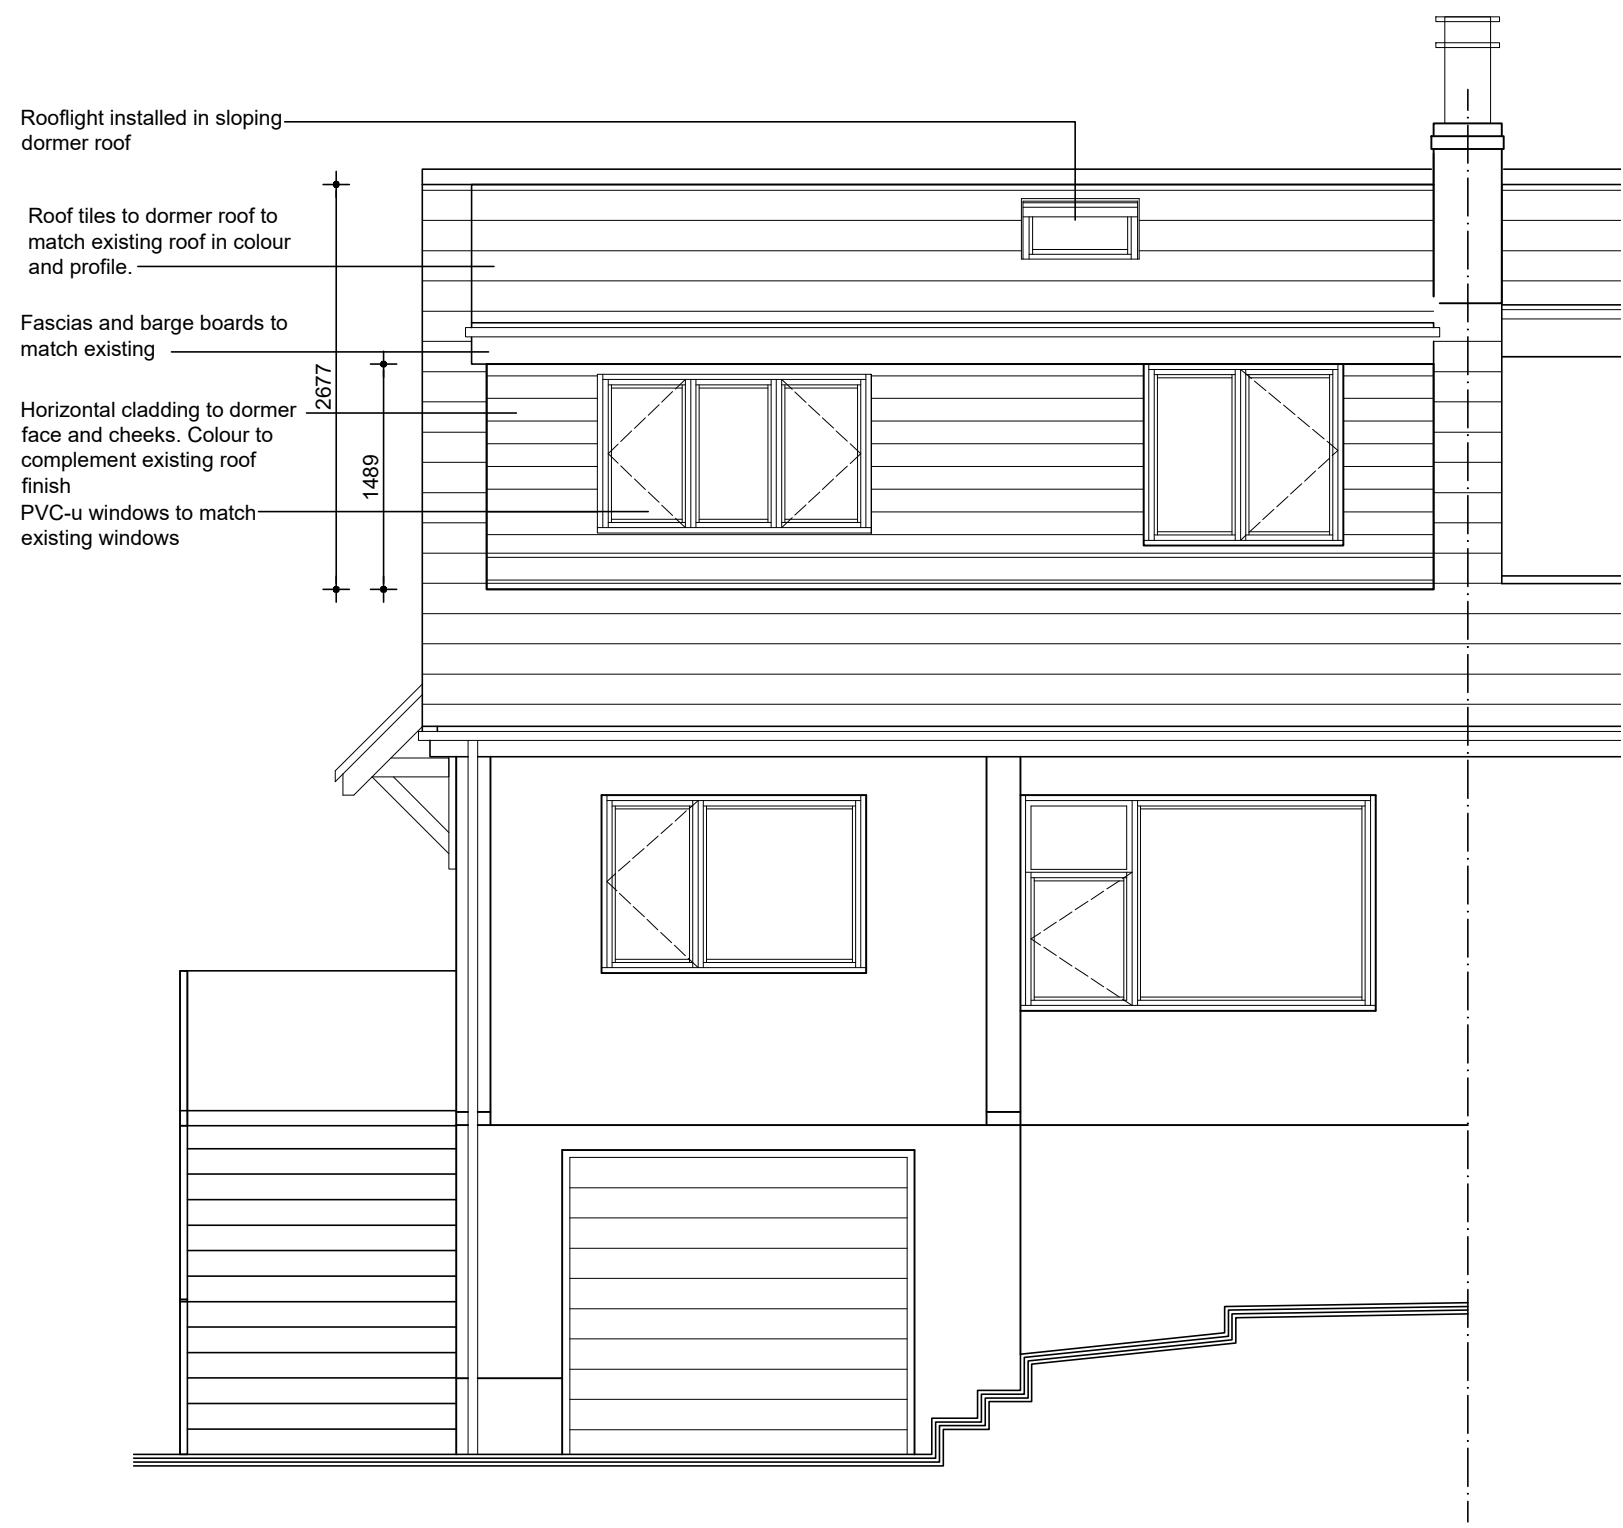 Rooflight installed in sloping
dormer roof
Roof tiles to dormer roof to
match existing roof in colour
and profile.
Fascias and barge boards to
match existing
2677
Horizontal cladding to dormer
face and cheeks. Colour to
complement existing roof
finish
1489
PVC-u windows to match
existing windows